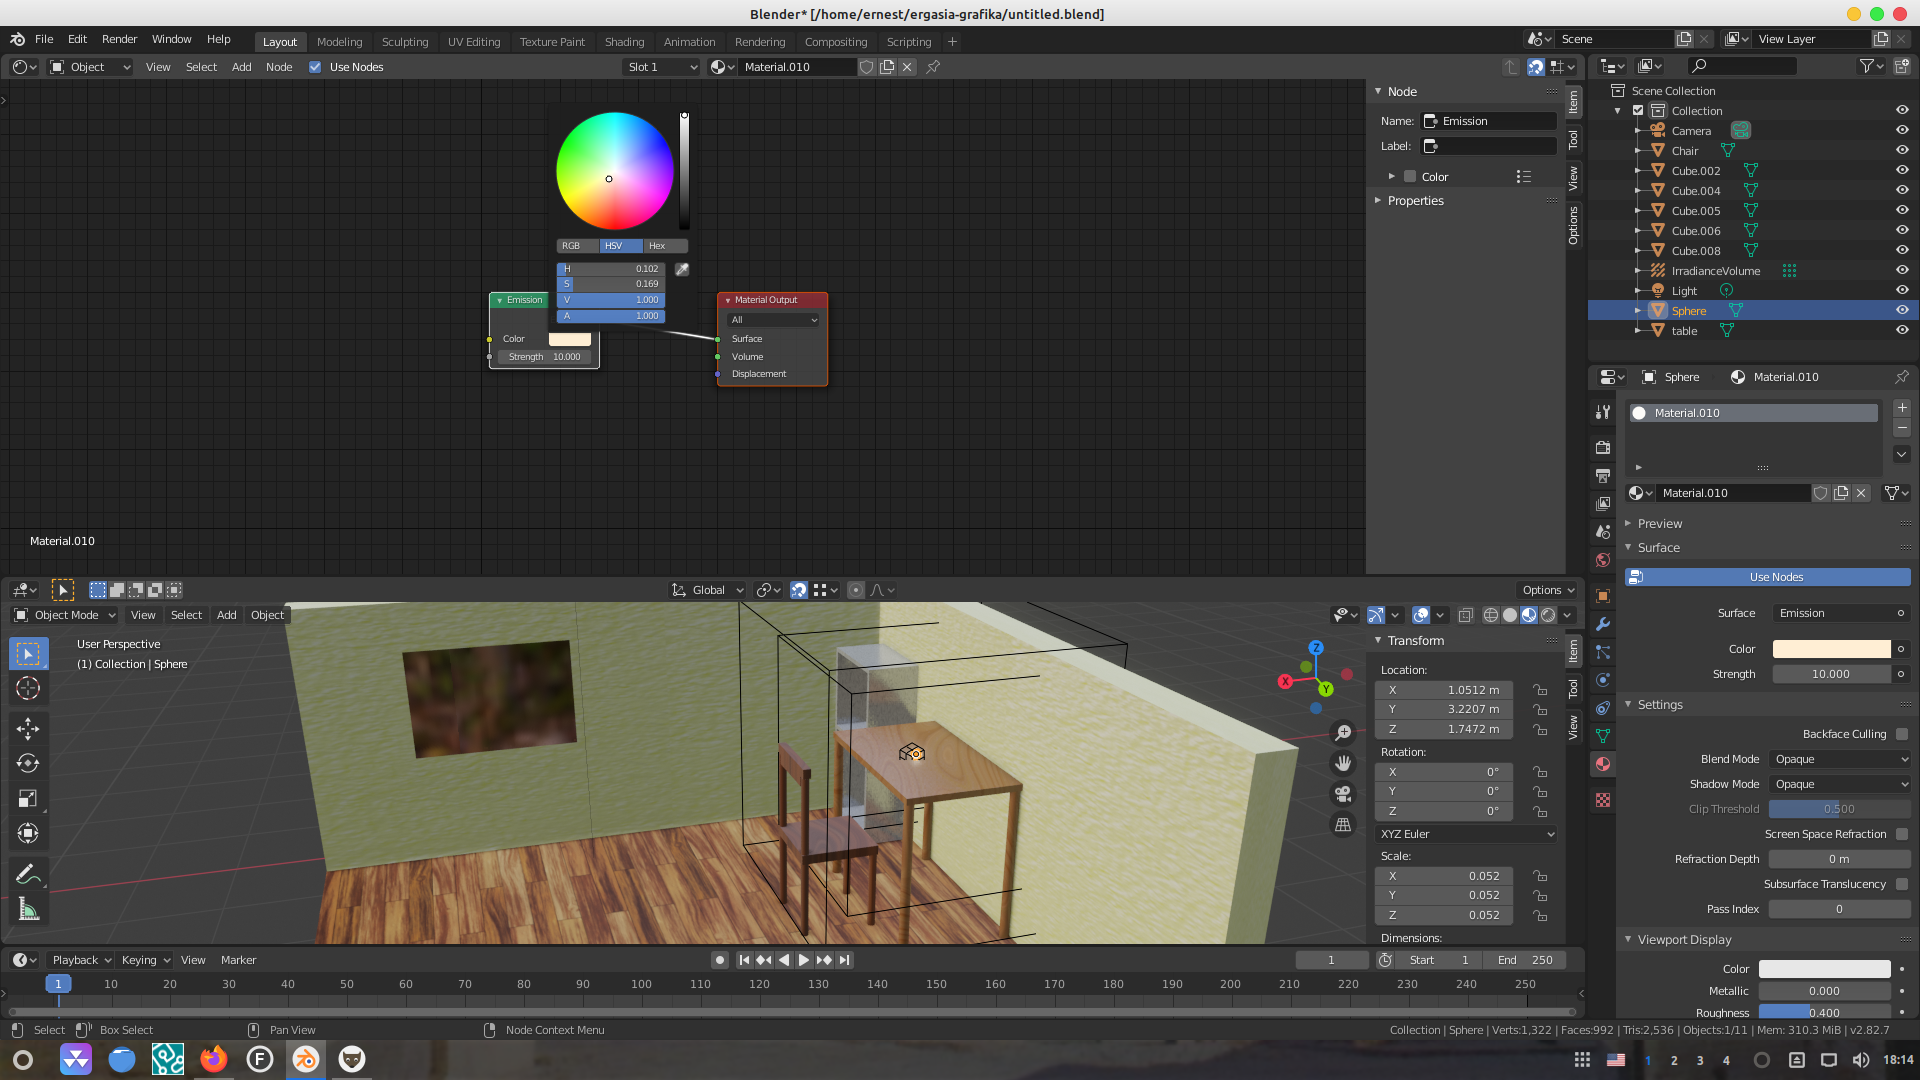 Blender* [/home/ernest/ergasia-grafika/untitled.blend]
File Edit Render Window Help Layout Modeling Sculpting UV Editing Texture Paint Shading Animation Rendering Compositing Scripting + Scene View Layer
Object View Select Add Node Use Nodes Slot 1 Material.010
Node
Name: Emission
Label:
Color
Properties
Item
Tool
View
Options
RGB HSV Hex
H 0.102
S 0.169
V 1.000
A 1.000
Emission
Color
Strength 10.000
Material Output
All
Surface
Volume
Displacement
Material.010
Scene Collection
Collection
Camera
Chair
Cube.002
Cube.004
Cube.005
Cube.006
Cube.008
IrradianceVolume
Light
Sphere
table
Sphere Material.010
Material.010
Material.010
Preview
Surface
Use Nodes
Surface Emission
Color
Strength 10.000
Settings
Backface Culling
Blend Mode Opaque
Shadow Mode Opaque
Clip Threshold 0.500
Screen Space Refraction
Refraction Depth 0 m
Subsurface Translucency
Pass Index 0
Viewport Display
Color
Metallic 0.000
Roughness 0.400
Global Options
Object Mode View Select Add Object
User Perspective
(1) Collection | Sphere
Z
X
Y
Transform
Location:
X 1.0512 m
Y 3.2207 m
Z 1.7472 m
Rotation:
X 0°
Y 0°
Z 0°
XYZ Euler
Scale:
X 0.052
Y 0.052
Z 0.052
Dimensions:
Item
Tool
View
Playback Keying View Marker 1 Start 1 End 250
1 10 20 30 40 50 60 70 80 90 100 110 120 130 140 150 160 170 180 190 200 210 220 230 240 250
Select Box Select Pan View Node Context Menu Collection | Sphere | Verts:1,322 | Faces:992 | Tris:2,536 | Objects:1/11 | Mem: 310.3 MiB | v2.82.7
F 1 2 3 4 18:14